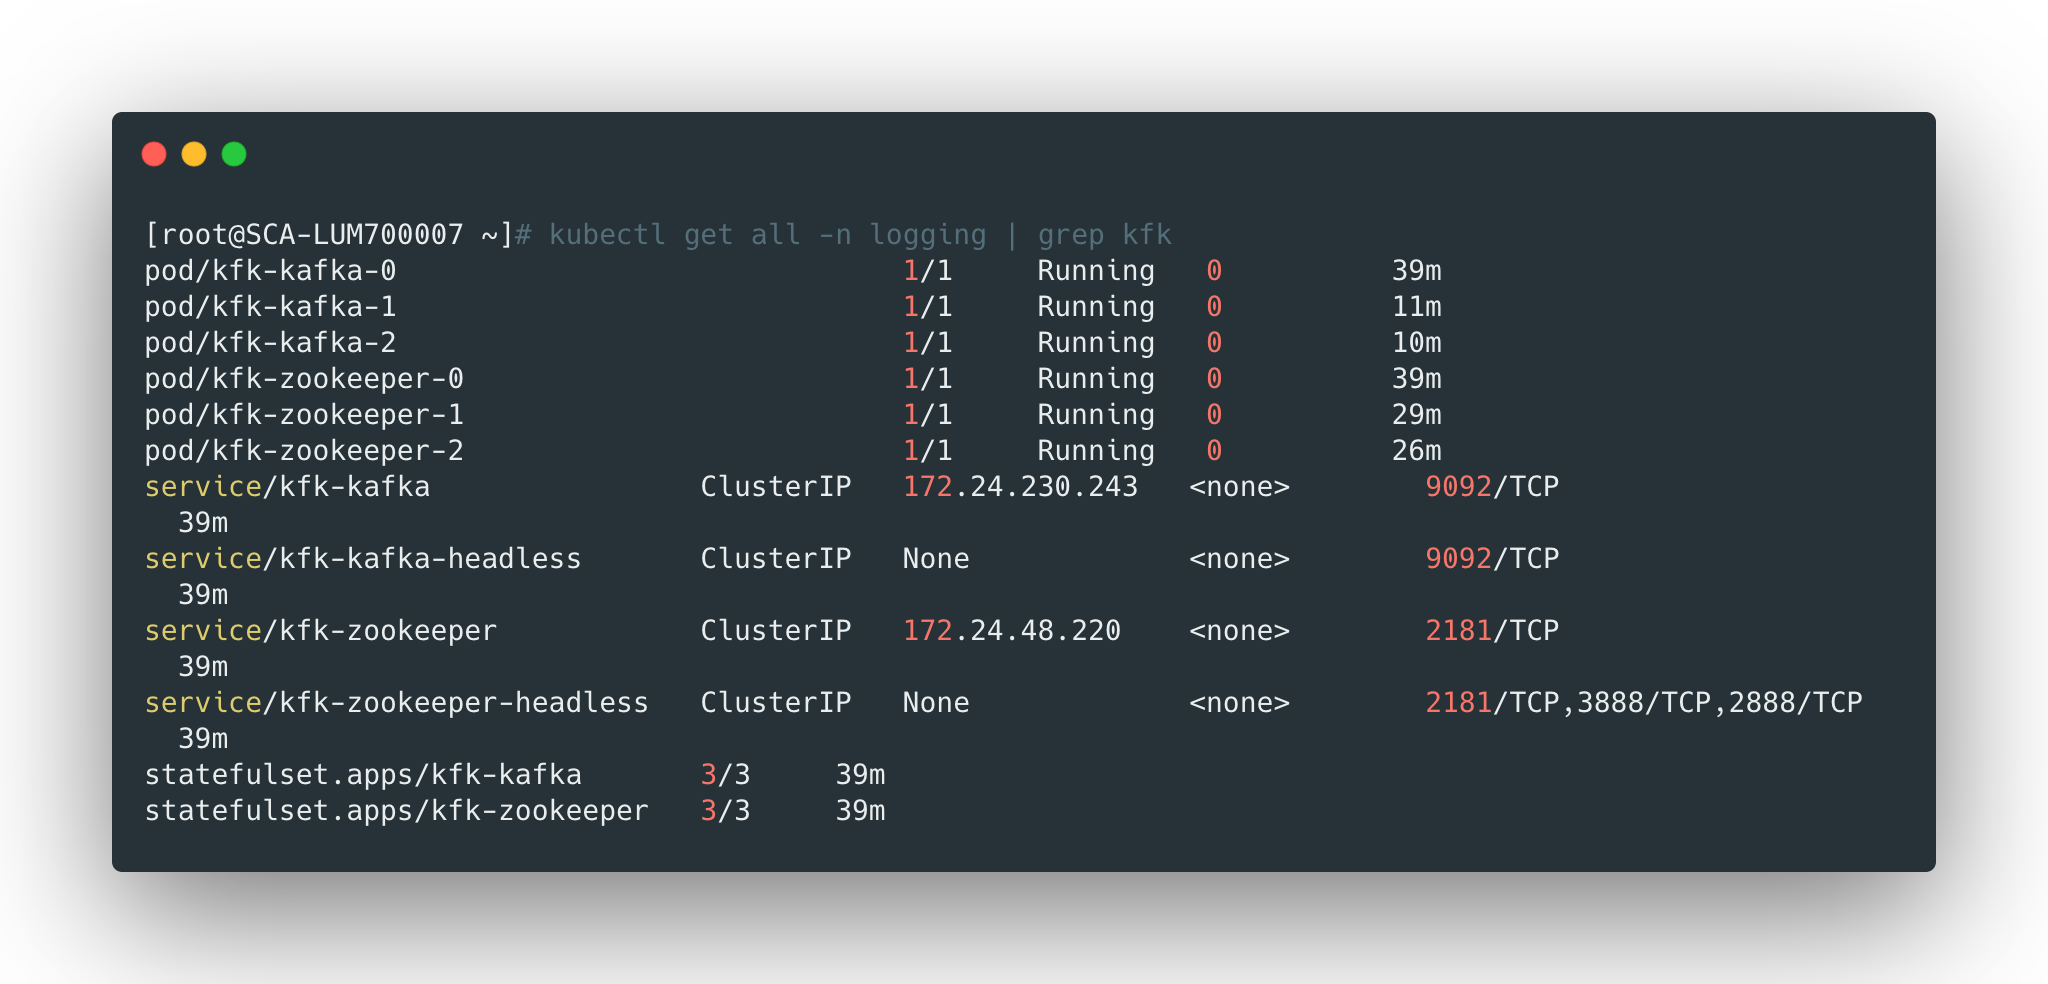 [root@SCA-LUM700007 ~]# kubectl get all -n logging | grep kfk
pod/kfk-kafka-0                              1/1     Running   0          39m
pod/kfk-kafka-1                              1/1     Running   0          11m
pod/kfk-kafka-2                              1/1     Running   0          10m
pod/kfk-zookeeper-0                          1/1     Running   0          39m
pod/kfk-zookeeper-1                          1/1     Running   0          29m
pod/kfk-zookeeper-2                          1/1     Running   0          26m
service/kfk-kafka                ClusterIP   172.24.230.243   <none>        9092/TCP
  39m
service/kfk-kafka-headless       ClusterIP   None             <none>        9092/TCP
  39m
service/kfk-zookeeper            ClusterIP   172.24.48.220    <none>        2181/TCP
  39m
service/kfk-zookeeper-headless   ClusterIP   None             <none>        2181/TCP,3888/TCP,2888/TCP
  39m
statefulset.apps/kfk-kafka       3/3     39m
statefulset.apps/kfk-zookeeper   3/3     39m